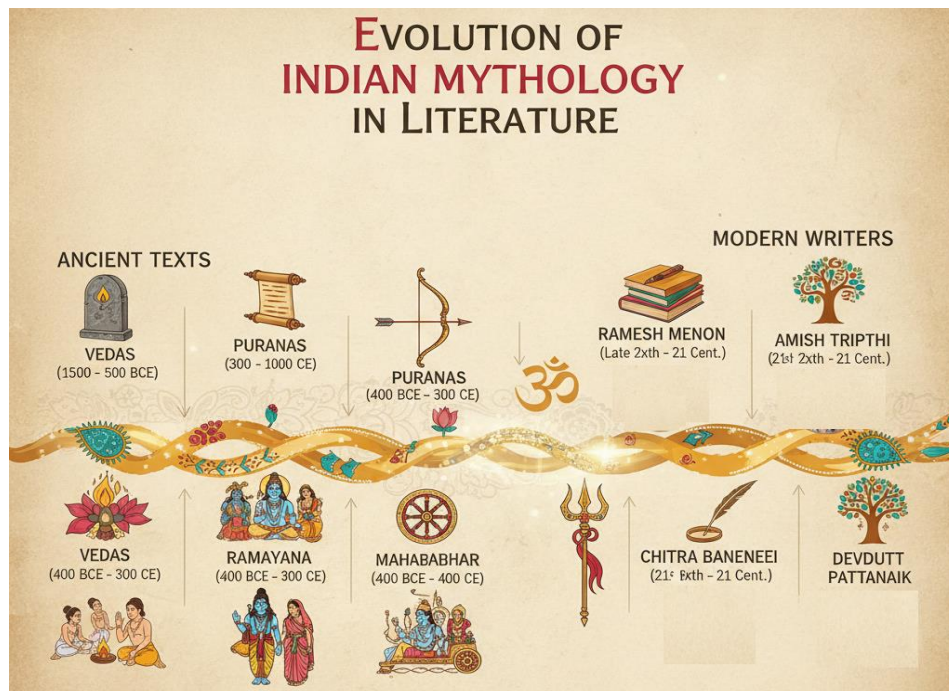 EVOLUTION OF
INDIAN MYTHOLOGY
IN LITERATURE
ANCIENT TEXTS
MODERN WRITERS
VEDAS
(1500 - 500 BCE)
PURANAS
(300 - 1000 CE)
PURANAS
(400 BCE - 300 CE)
ॐ
RAMESH MENON
(Late 2xth - 21 Cent.)
AMISH TRIPTHI
(21st 2xth - 21 Cent.)
VEDAS
(400 BCE - 300 CE)
RAMAYANA
(400 BCE - 300 CE)
MAHABABHAR
(400 BCE - 400 CE)
CHITRA BANENEEI
- 21 Cent.)
DEVDUTT
PATTANAIK